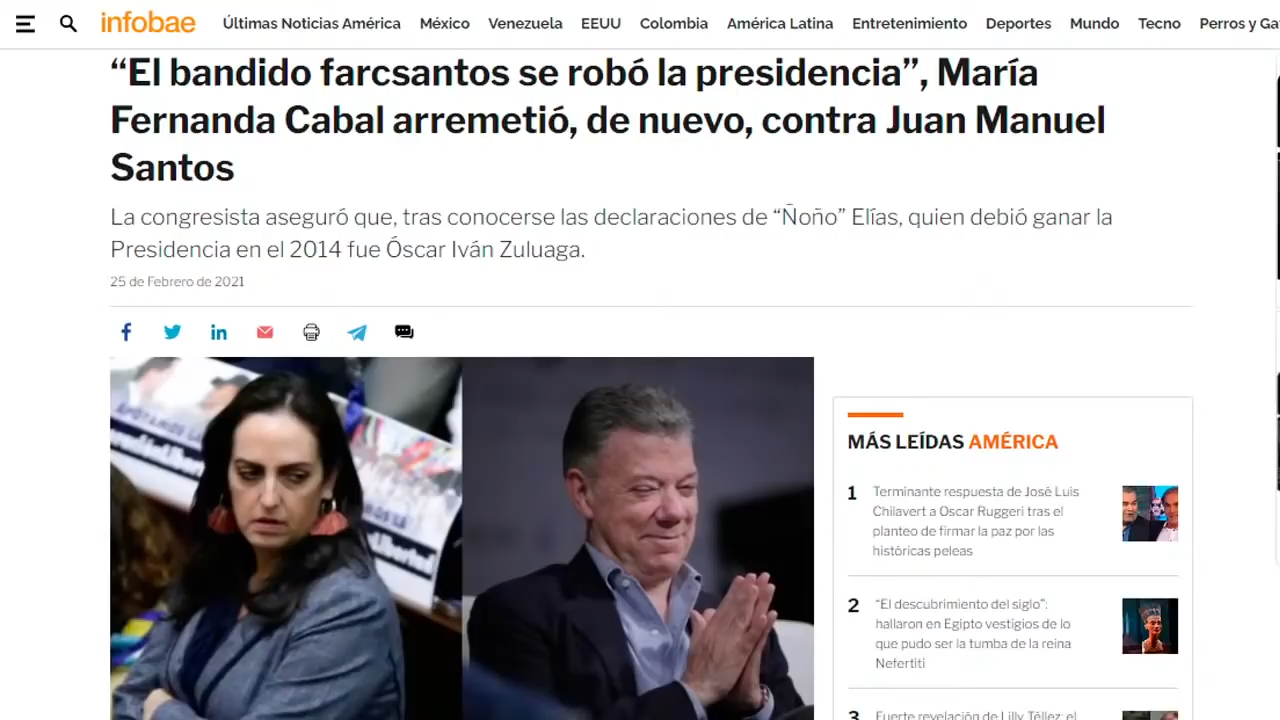 infobae
Últimas Noticias América México Venezuela EEUU Colombia América Latina Entretenimiento Deportes Mundo Tecno Perros y Ga
“El bandido farcsantos se robó la presidencia”, María
Fernanda Cabal arremetió, de nuevo, contra Juan Manuel
Santos
La congresista aseguró que, tras conocerse las declaraciones de “Ñoño” Elías, quien debió ganar la
Presidencia en el 2014 fue Óscar Iván Zuluaga.
25 de Febrero de 2021
MÁS LEÍDAS AMÉRICA
1 Terminante respuesta de José Luis
Chilavert a Oscar Ruggeri tras el
planteo de firmar la paz por las
históricas peleas
2 “El descubrimiento del siglo”:
hallaron en Egipto vestigios de lo
que pudo ser la tumba de la reina
Nefertiti
3 Fuerte revelación de Lilly Téllez: el